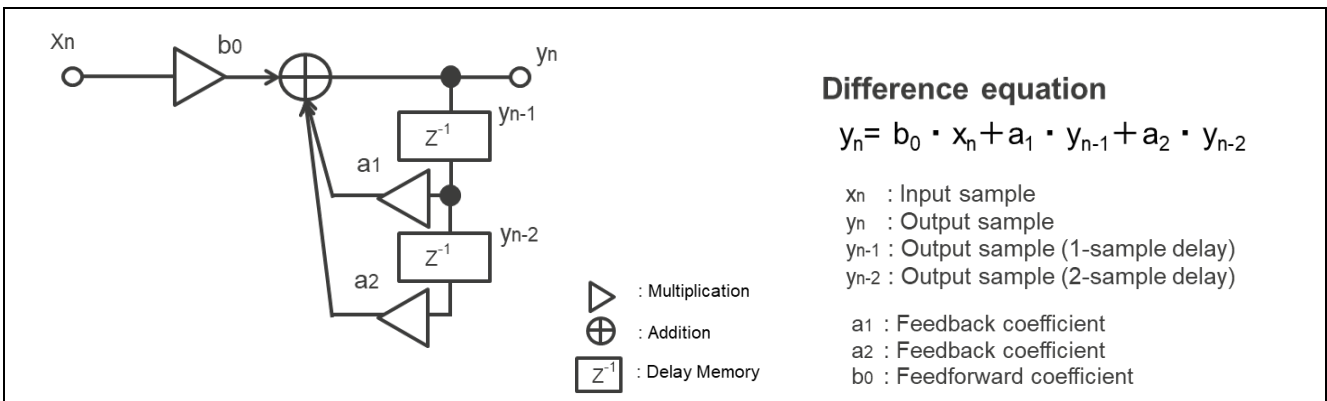 xn
b0
yn
yn-1
Z-1
a1
yn-2
Z-1
a2
: Multiplication
: Addition
Z-1 : Delay Memory
Difference equation
yn= b0・xn+a1・yn-1+a2・yn-2
xn : Input sample
yn : Output sample
yn-1 : Output sample (1-sample delay)
yn-2 : Output sample (2-sample delay)
a1 : Feedback coefficient
a2 : Feedback coefficient
b0 : Feedforward coefficient